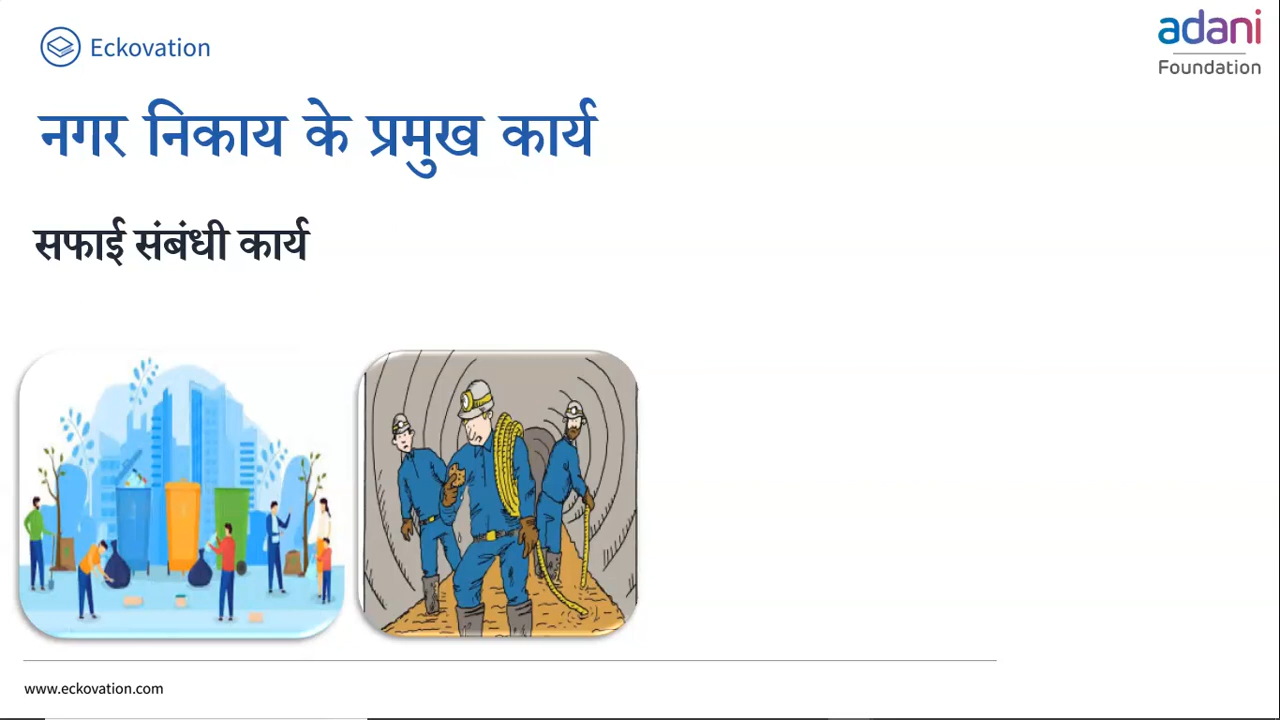 Eckovation
adani
Foundation
नगर निकाय के प्रमुख कार्य
सफाई संबंधी कार्य
www.eckovation.com